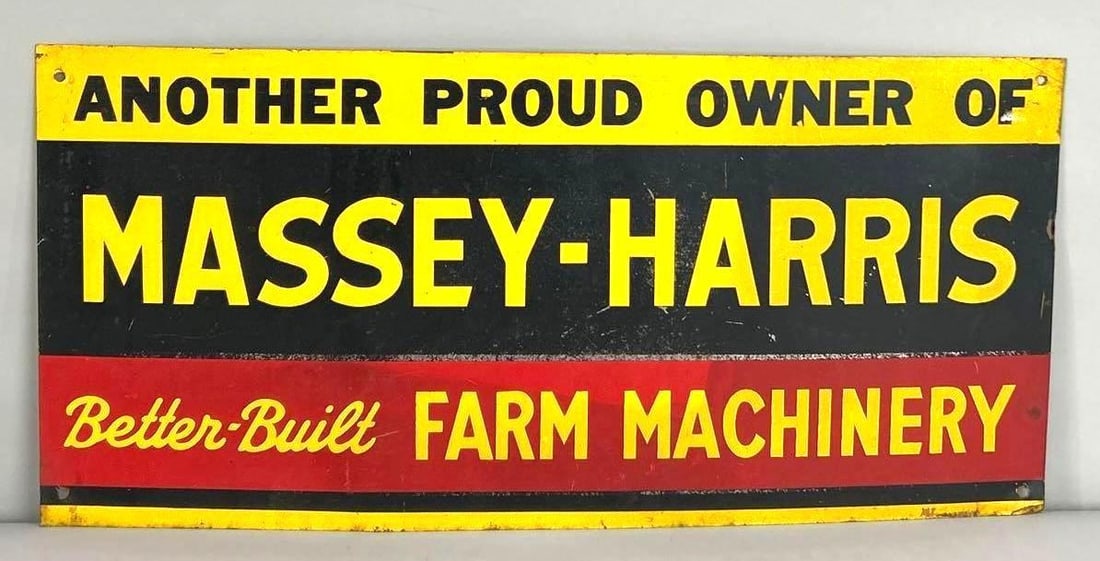 ANOTHER PROUD OWNER OF
MASSEY-HARRIS
Better-Built FARM MACHINERY